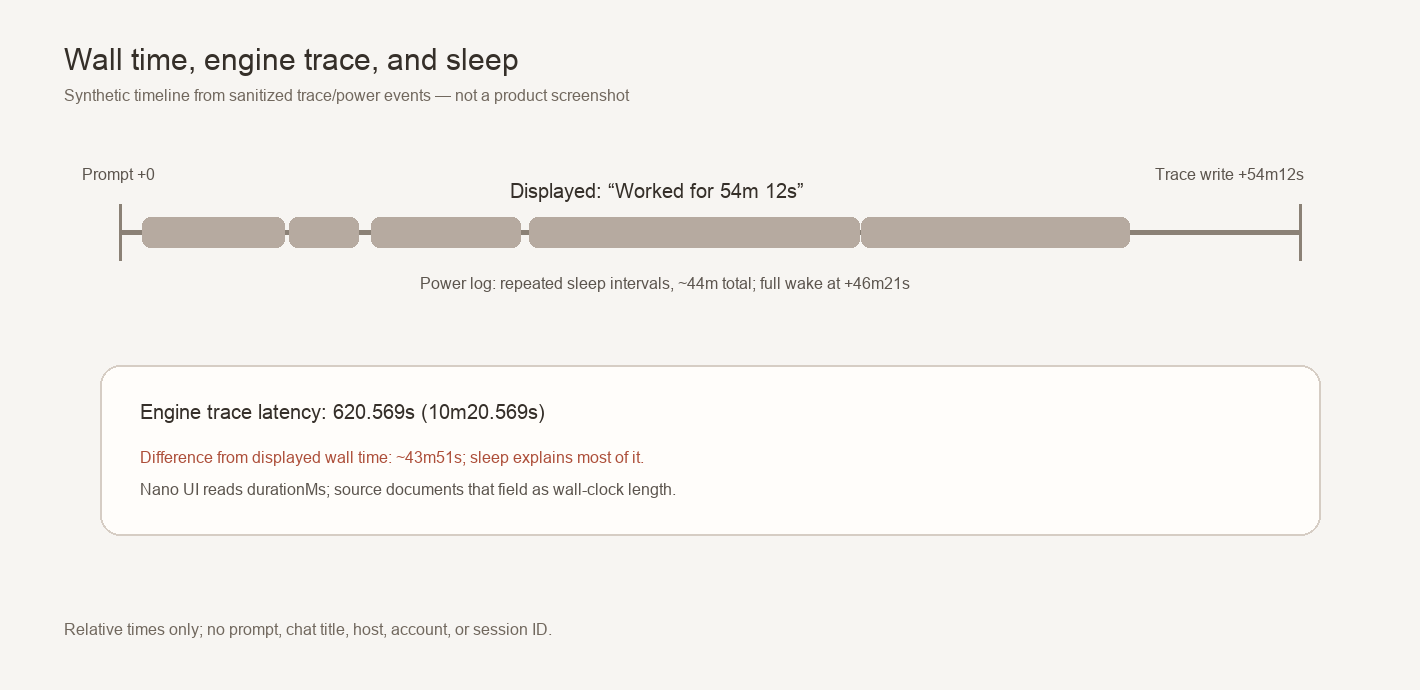 Wall time, engine trace, and sleep
Synthetic timeline from sanitized trace/power events — not a product screenshot
Prompt +0
Trace write +54m12s
Displayed: “Worked for 54m 12s”
Power log: repeated sleep intervals, ~44m total; full wake at +46m21s
Engine trace latency: 620.569s (10m20.569s)
Difference from displayed wall time: ~43m51s; sleep explains most of it.
Nano UI reads durationMs; source documents that field as wall-clock length.
Relative times only; no prompt, chat title, host, account, or session ID.